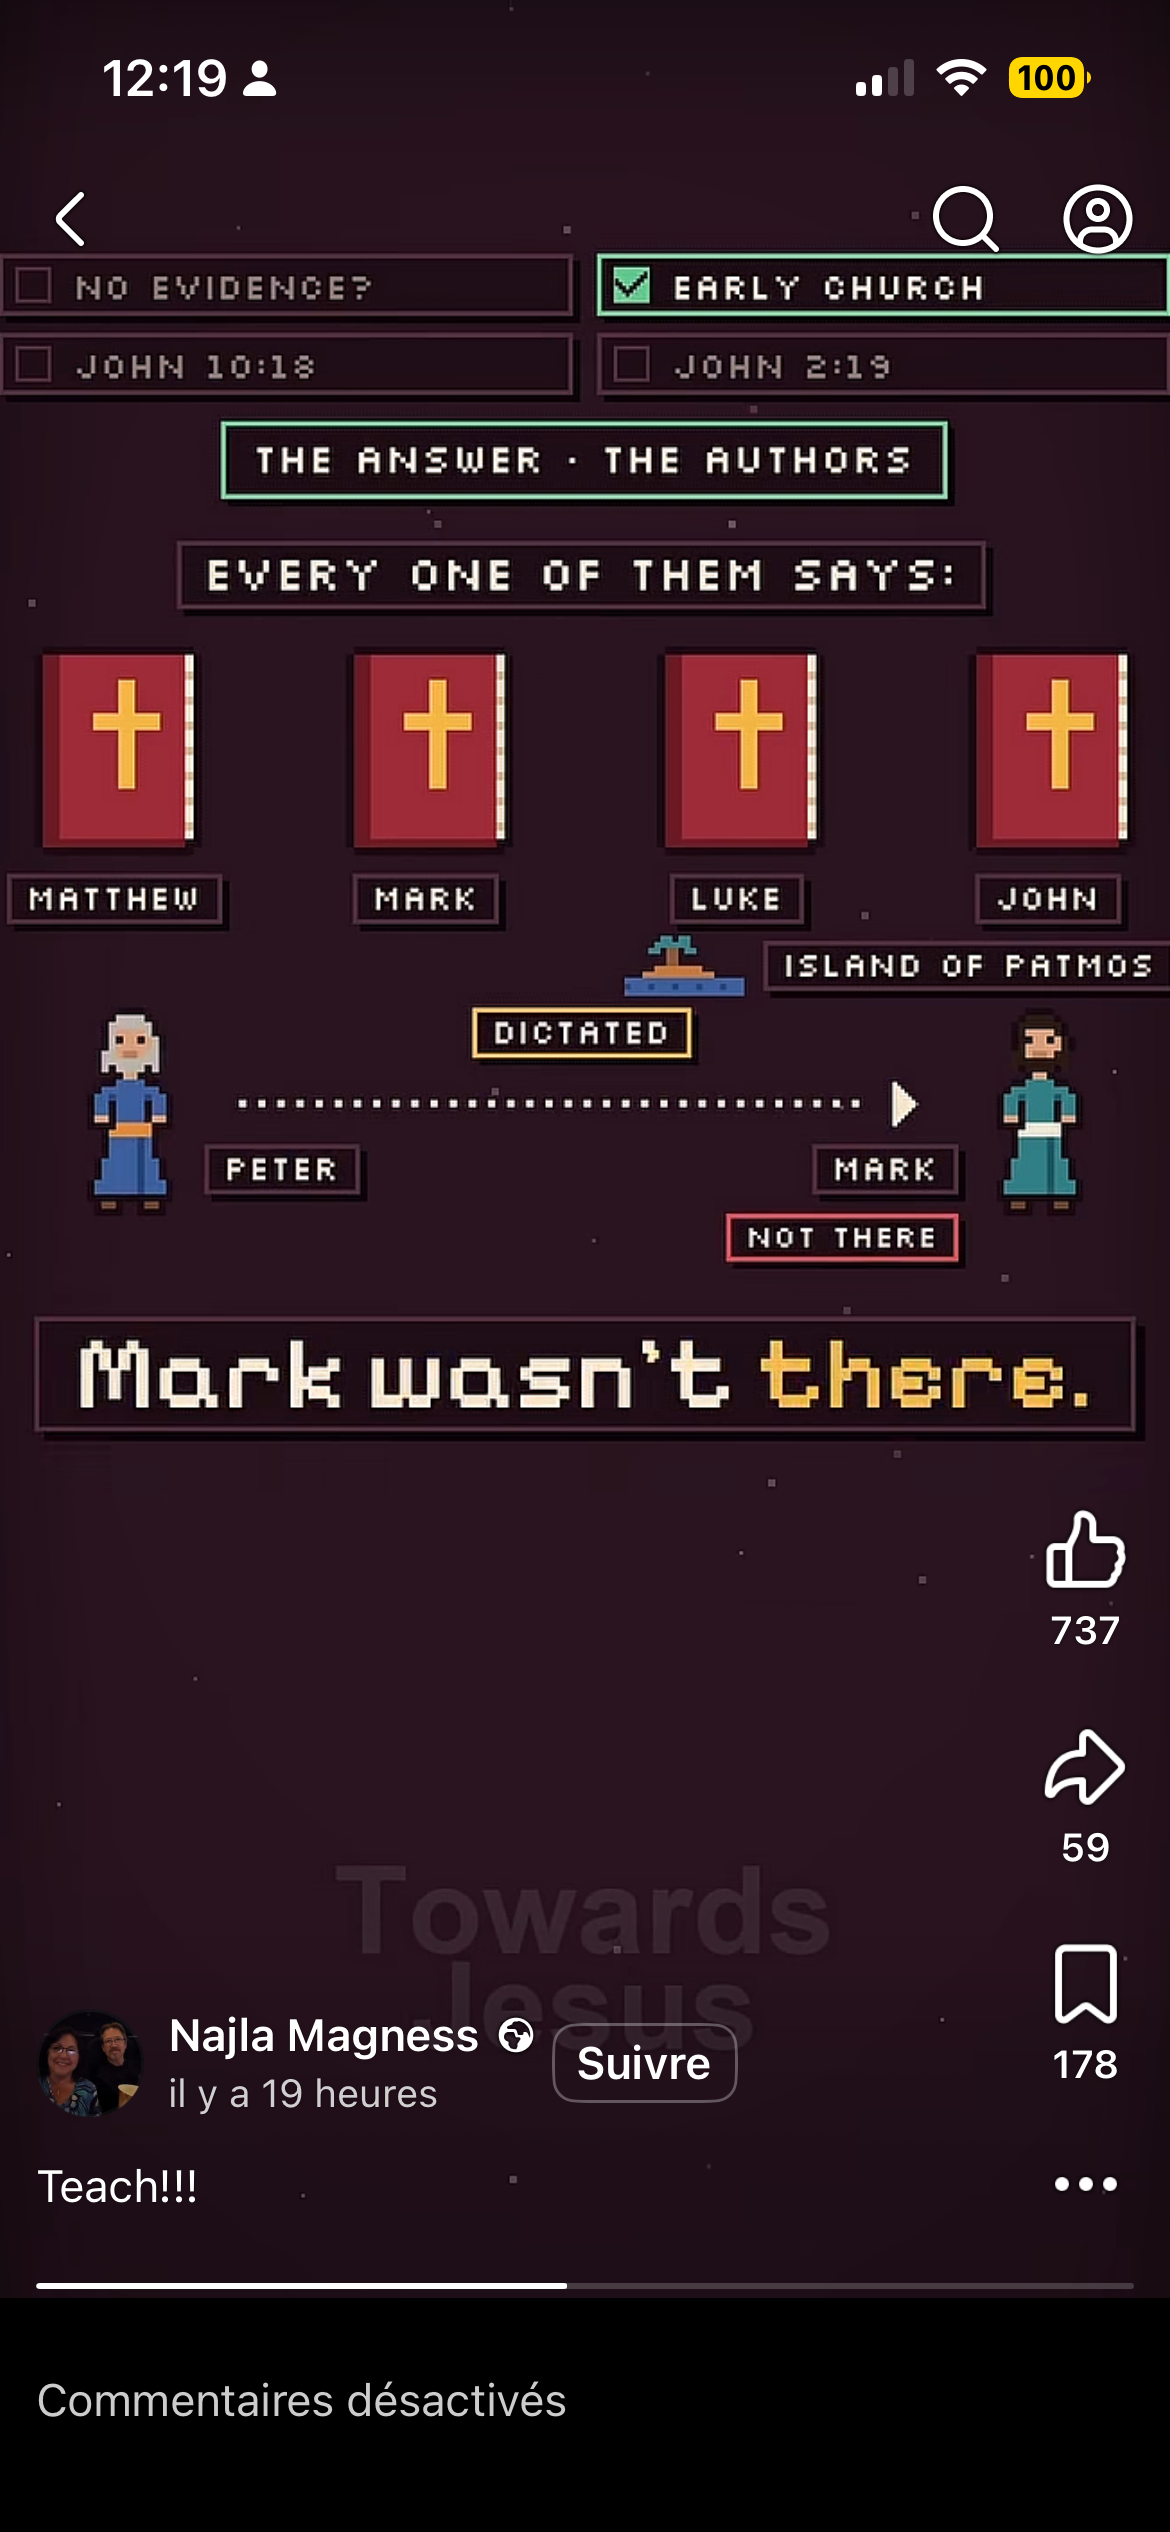 12:19
100
NO EVIDENCE?
EARLY CHURCH
JOHN 10:18
JOHN 2:19
THE ANSWER · THE AUTHORS
EVERY ONE OF THEM SAYS:
MATTHEW
MARK
LUKE
JOHN
ISLAND OF PATMOS
DICTATED
PETER
MARK
NOT THERE
Mark wasn't there.
737
59
Towards
Jesus
178
Najla Magness
Suivre
il y a 19 heures
Teach!!!
Commentaires désactivés